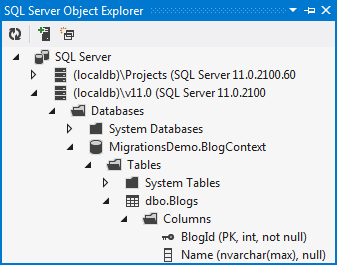 SQL Server Object Explorer
SQL Server
(localdb)\Projects (SQL Server 11.0.2100.60
(localdb)\v11.0 (SQL Server 11.0.2100
Databases
System Databases
MigrationsDemo.BlogContext
Tables
System Tables
dbo.Blogs
Columns
BlogId (PK, int, not null)
Name (nvarchar(max), null)